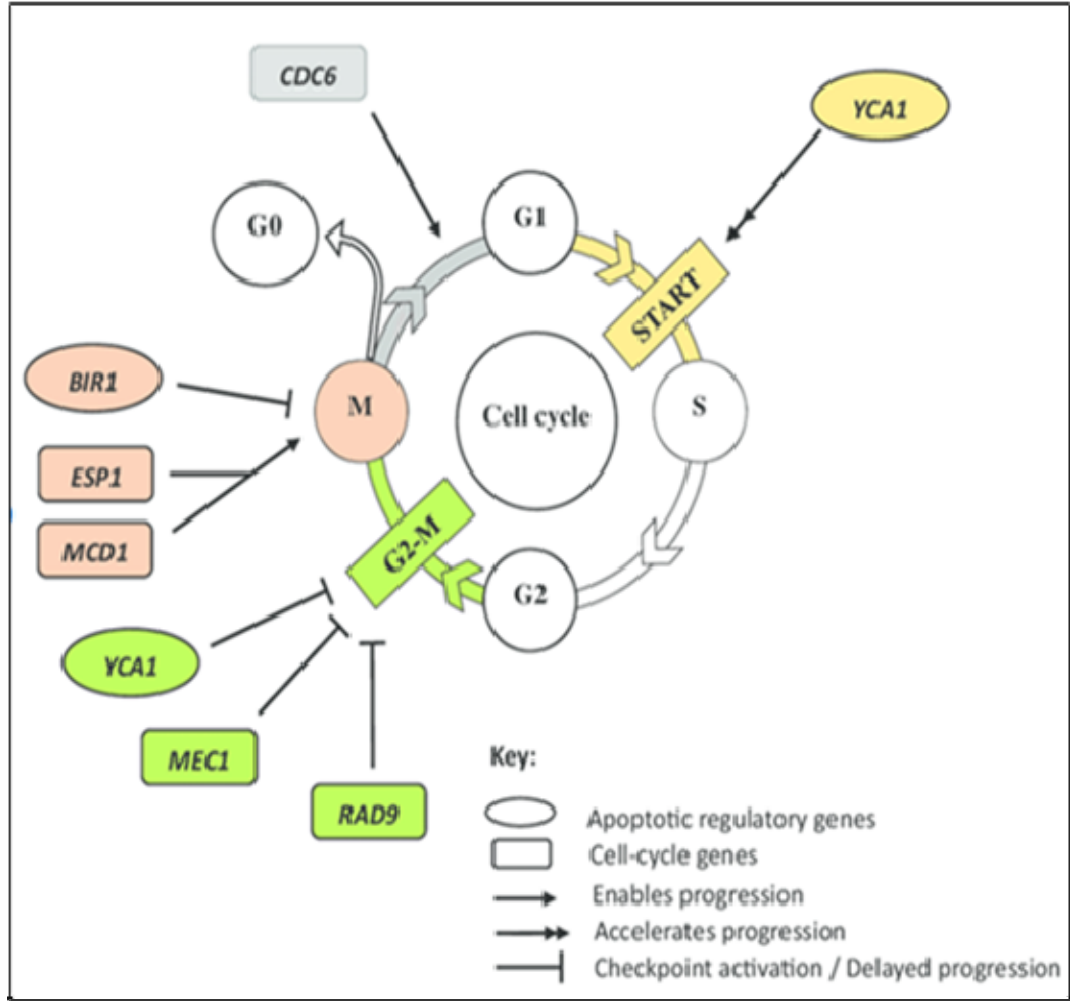 CDC6
YCA1
G0
G1
START
BIR1
M
Cell cycle
S
ESP1
MCD1
G2-M
G2
YCA1
MEC1
RAD9
Key:
Apoptotic regulatory genes
Cell-cycle genes
Enables progression
Accelerates progression
Checkpoint activation / Delayed progression